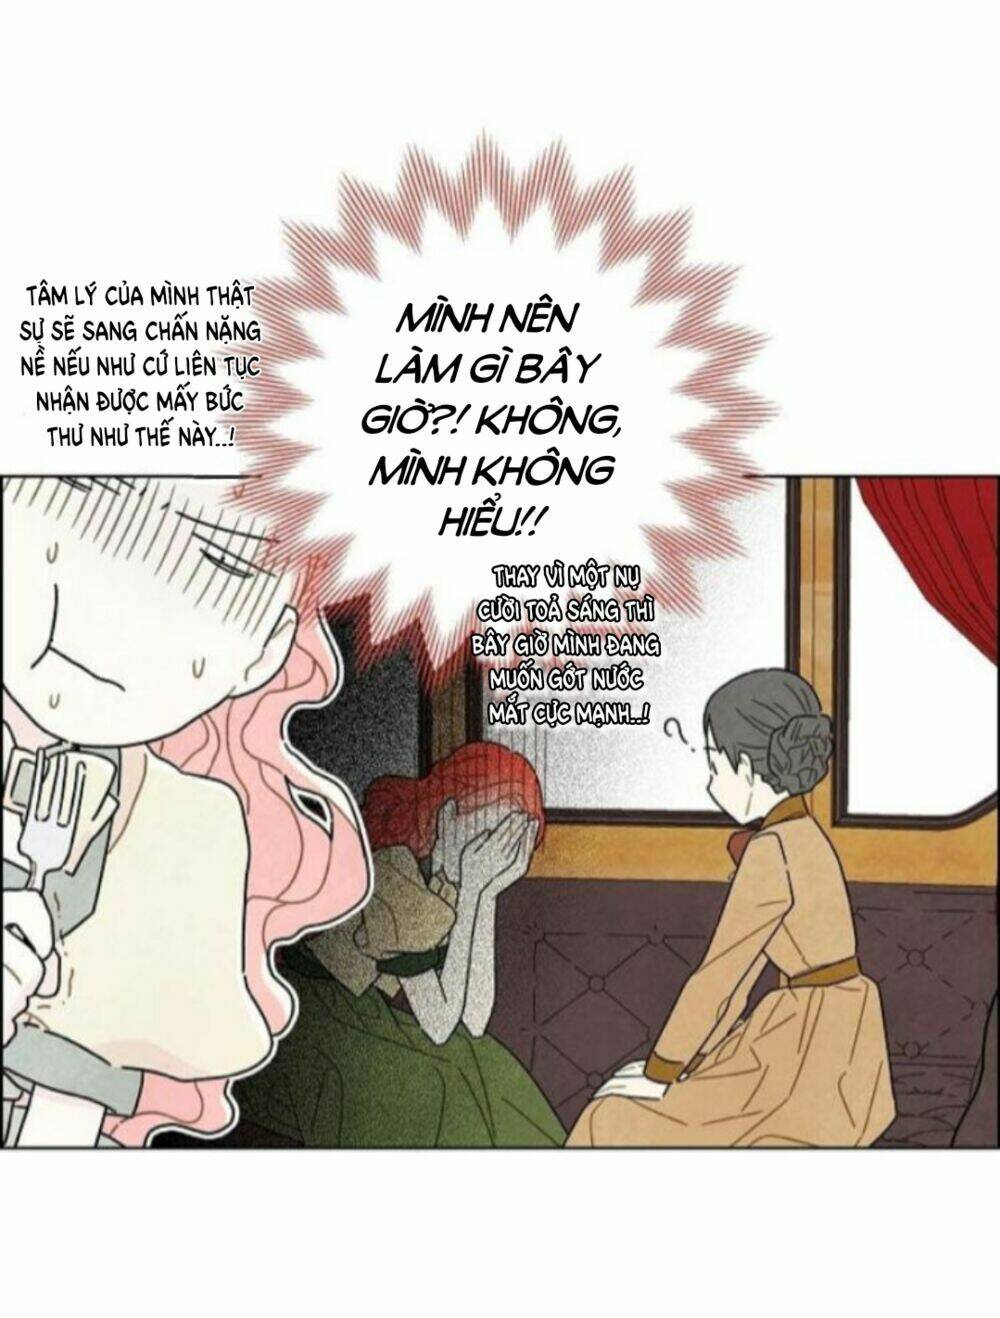 TÂM LÝ CỦA MÌNH THẬT
SỰ SẼ SANG CHẤN NẶNG
NỀ NẾU NHƯ CỨ LIÊN TỤC
NHẬN ĐƯỢC MẤY BỨC
THƯ NHƯ THẾ NÀY..!
MÌNH NÊN
LÀM GÌ BÂY
GIỜ?! KHÔNG,
MÌNH KHÔNG
HIỂU!!
THAY VÌ MỘT NỤ
CƯỜI TOẢ SÁNG THÌ
BÂY GIỜ MÌNH ĐANG
MUỐN GỚT NƯỚC
MẮT CỰC MẠNH..!
?